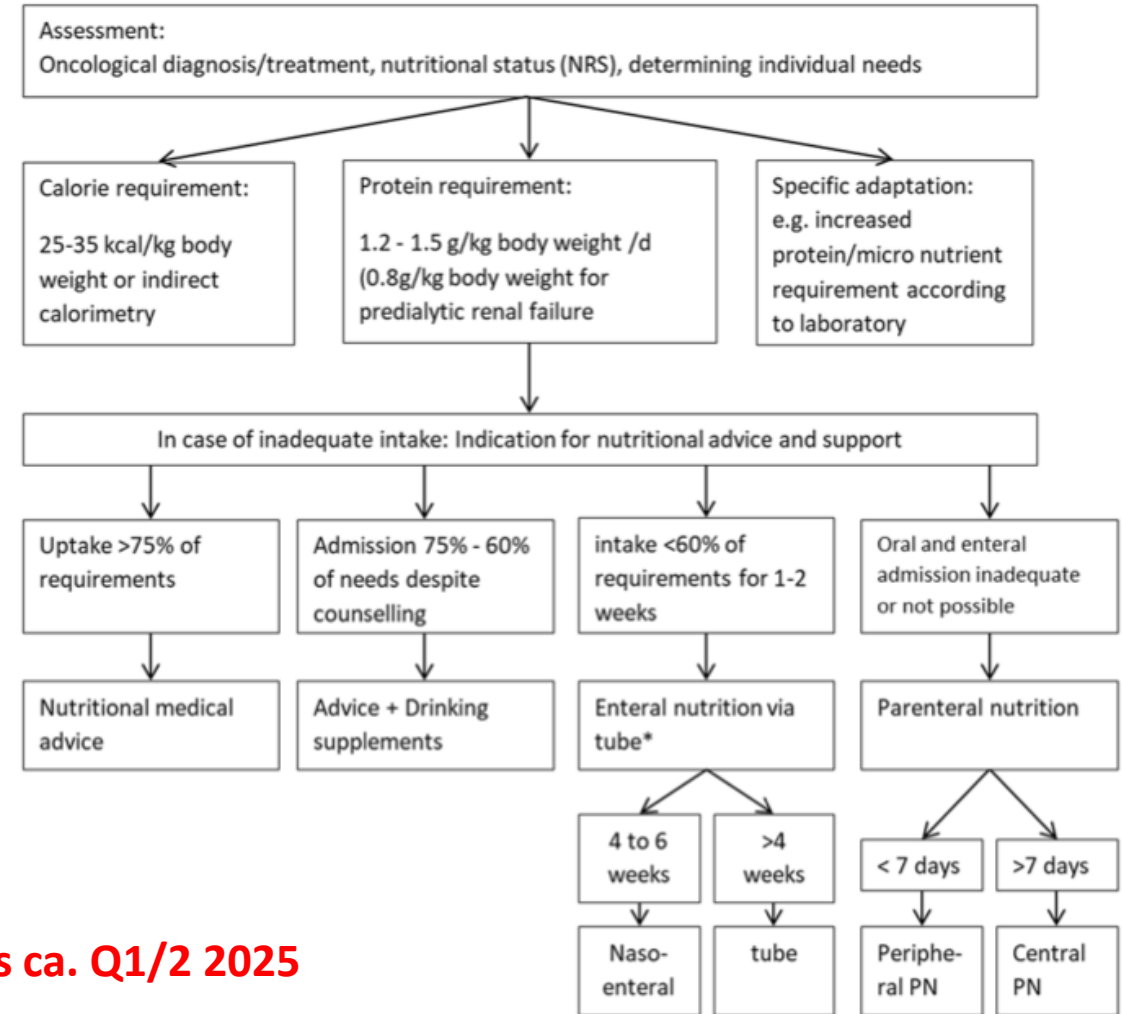 Assessment:
Oncological diagnosis/treatment, nutritional status (NRS), determining individual needs
Calorie requirement:
25-35 kcal/kg body
weight or indirect
calorimetry
Protein requirement:
1.2 - 1.5 g/kg body weight /d
(0.8g/kg body weight for
predialytic renal failure
Specific adaptation:
e.g. increased
protein/micro nutrient
requirement according
to laboratory
In case of inadequate intake: Indication for nutritional advice and support
Uptake >75% of
requirements
Admission 75% - 60%
of needs despite
counselling
intake <60% of
requirements for 1-2
weeks
Oral and enteral
admission inadequate
or not possible
Nutritional medical
advice
Advice + Drinking
supplements
Enteral nutrition via
tube*
Parenteral nutrition
4 to 6
weeks
>4
weeks
< 7 days
>7 days
Naso-
enteral
tube
Periphe-
ral PN
Central
PN
s ca. Q1/2 2025